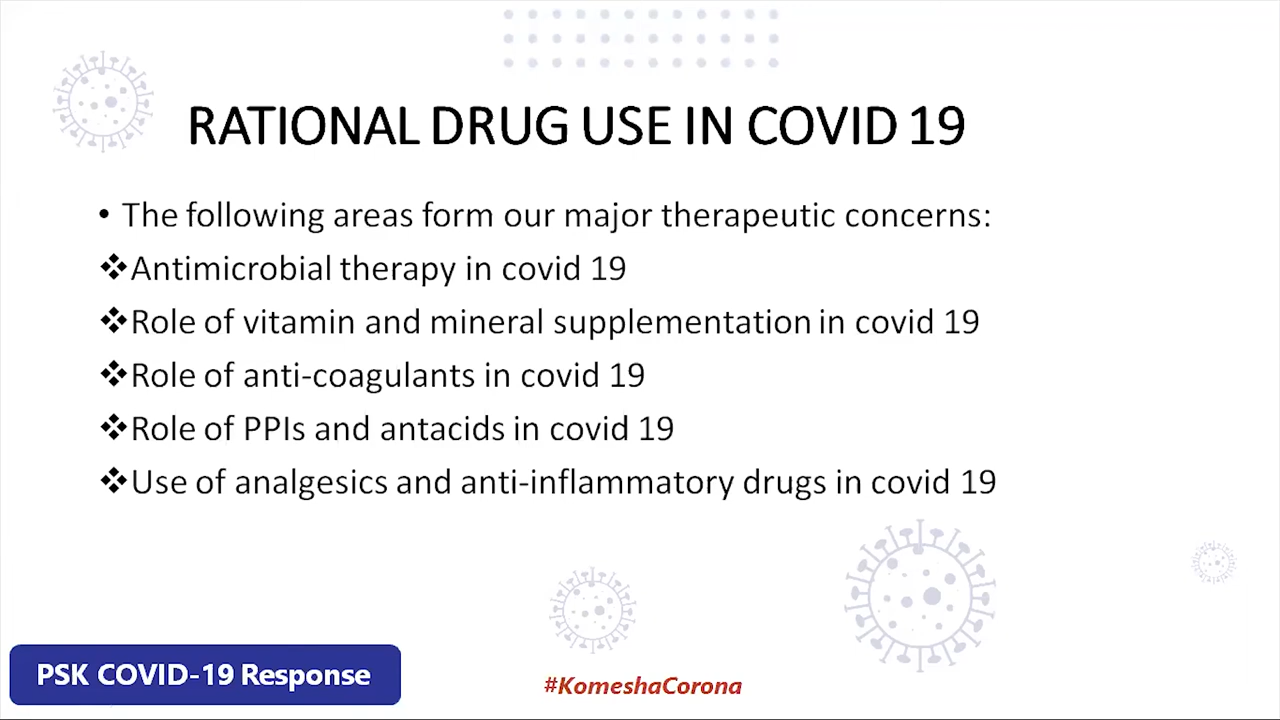 RATIONAL DRUG USE IN COVID 19
• The following areas form our major therapeutic concerns:
❖Antimicrobial therapy in covid 19
❖Role of vitamin and mineral supplementation in covid 19
❖Role of anti-coagulants in covid 19
❖Role of PPIs and antacids in covid 19
❖Use of analgesics and anti-inflammatory drugs in covid 19
PSK COVID-19 Response
#KomeshaCorona